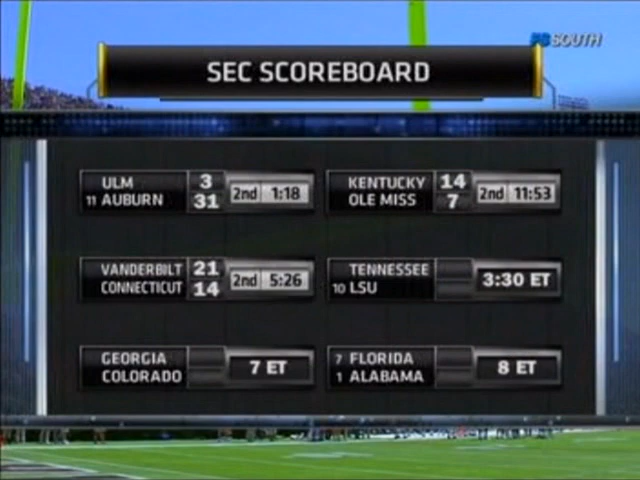 FS SOUTH
SEC SCOREBOARD
ULM 3
11 AUBURN 31
2nd 1:18
KENTUCKY 14
OLE MISS 7
2nd 11:53
VANDERBILT 21
CONNECTICUT 14
2nd 5:26
TENNESSEE
10 LSU
3:30 ET
GEORGIA
COLORADO
7 ET
7 FLORIDA
1 ALABAMA
8 ET